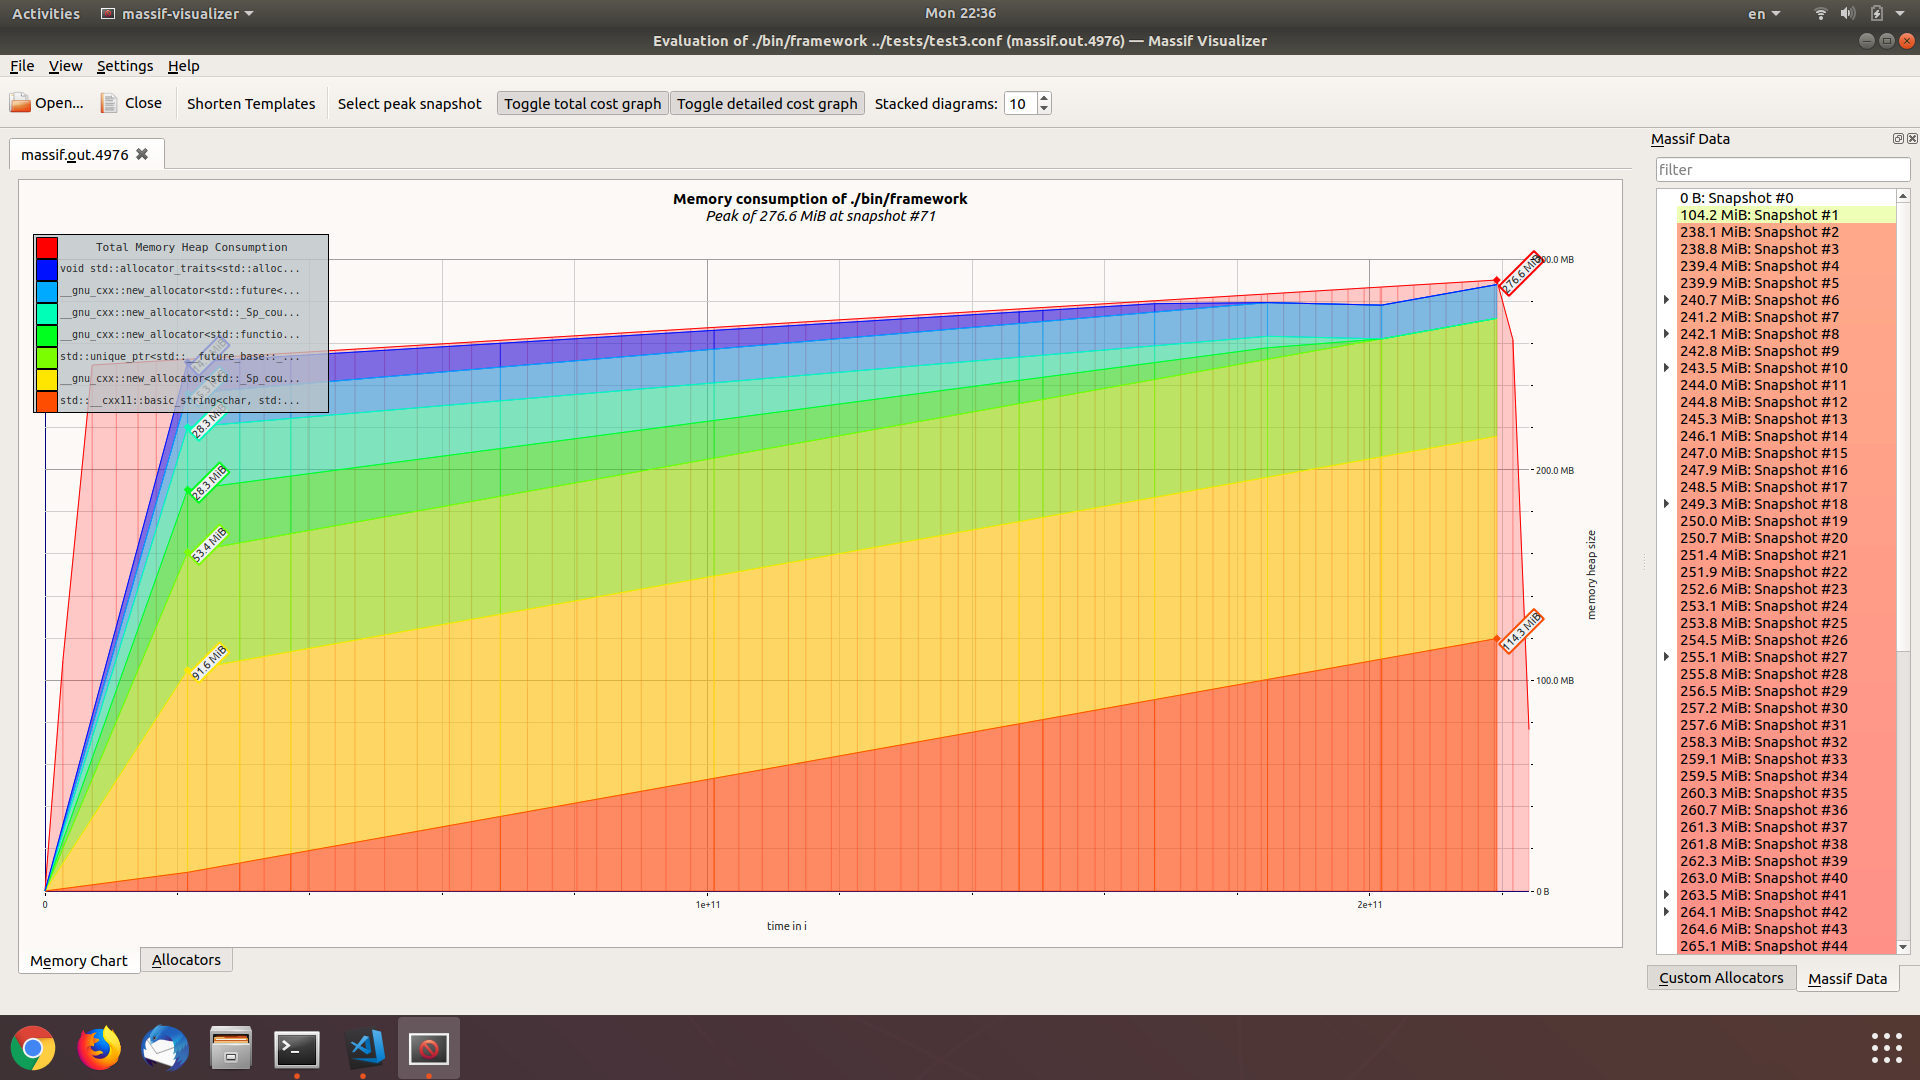 Activities
massif-visualizer
Mon 22:36
en
Evaluation of ./bin/framework ../tests/test3.conf (massif.out.4976) — Massif Visualizer
File View Settings Help
Open... Close Shorten Templates Select peak snapshot Toggle total cost graph Toggle detailed cost graph Stacked diagrams: 10
massif.out.4976
Memory consumption of ./bin/framework
Peak of 276.6 MiB at snapshot #71
Total Memory Heap Consumption
void std::allocator_traits<std::alloc...
__gnu_cxx::new_allocator<std::future<...
__gnu_cxx::new_allocator<std::_Sp_cou...
__gnu_cxx::new_allocator<std::functio...
std::unique_ptr<std::__future_base::_...
__gnu_cxx::new_allocator<std::_Sp_cou...
std::__cxx11::basic_string<char, std:...
28.3 MiB
28.3 MiB
53.4 MiB
91.6 MiB
276.6 MiB
114.3 MiB
200.0 MB
100.0 MB
0 B
memory heap size
0
1e+11
2e+11
time in i
Memory Chart
Allocators
Massif Data
filter
0 B: Snapshot #0
104.2 MiB: Snapshot #1
238.1 MiB: Snapshot #2
238.8 MiB: Snapshot #3
239.4 MiB: Snapshot #4
239.9 MiB: Snapshot #5
240.7 MiB: Snapshot #6
241.2 MiB: Snapshot #7
242.1 MiB: Snapshot #8
242.8 MiB: Snapshot #9
243.5 MiB: Snapshot #10
244.0 MiB: Snapshot #11
244.8 MiB: Snapshot #12
245.3 MiB: Snapshot #13
246.1 MiB: Snapshot #14
247.0 MiB: Snapshot #15
247.9 MiB: Snapshot #16
248.5 MiB: Snapshot #17
249.3 MiB: Snapshot #18
250.0 MiB: Snapshot #19
250.7 MiB: Snapshot #20
251.4 MiB: Snapshot #21
251.9 MiB: Snapshot #22
252.6 MiB: Snapshot #23
253.1 MiB: Snapshot #24
253.8 MiB: Snapshot #25
254.5 MiB: Snapshot #26
255.1 MiB: Snapshot #27
255.8 MiB: Snapshot #28
256.5 MiB: Snapshot #29
257.2 MiB: Snapshot #30
257.6 MiB: Snapshot #31
258.3 MiB: Snapshot #32
259.1 MiB: Snapshot #33
259.5 MiB: Snapshot #34
260.3 MiB: Snapshot #35
260.7 MiB: Snapshot #36
261.3 MiB: Snapshot #37
261.8 MiB: Snapshot #38
262.3 MiB: Snapshot #39
263.0 MiB: Snapshot #40
263.5 MiB: Snapshot #41
264.1 MiB: Snapshot #42
264.6 MiB: Snapshot #43
265.1 MiB: Snapshot #44
Custom Allocators
Massif Data